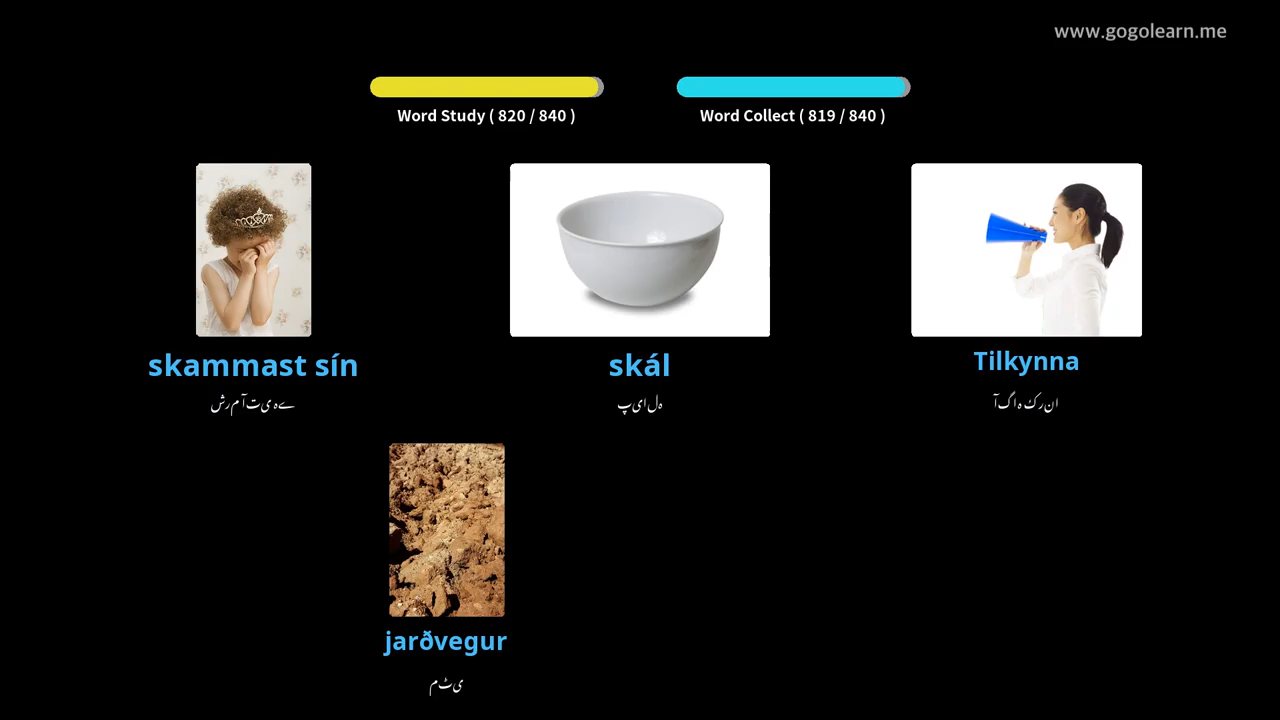 www.gogolearn.me
Word Study ( 820 / 840 )
Word Collect ( 819 / 840 )
skammast sín
شرم آتی ہے
skál
پیالہ
Tilkynna
آگاہ کرنا
jarðvegur
مٹی